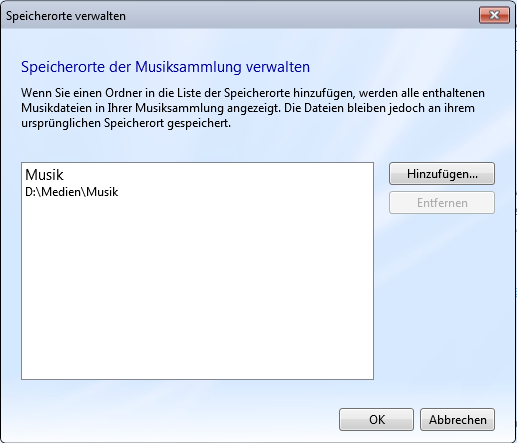 Speicherorte verwalten
Speicherorte der Musiksammlung verwalten
Wenn Sie einen Ordner in die Liste der Speicherorte hinzufügen, werden alle enthaltenen
Musikdateien in Ihrer Musiksammlung angezeigt. Die Dateien bleiben jedoch an ihrem
ursprünglichen Speicherort gespeichert.
Musik
D:\Medien\Musik
Hinzufügen...
Entfernen
OK
Abbrechen